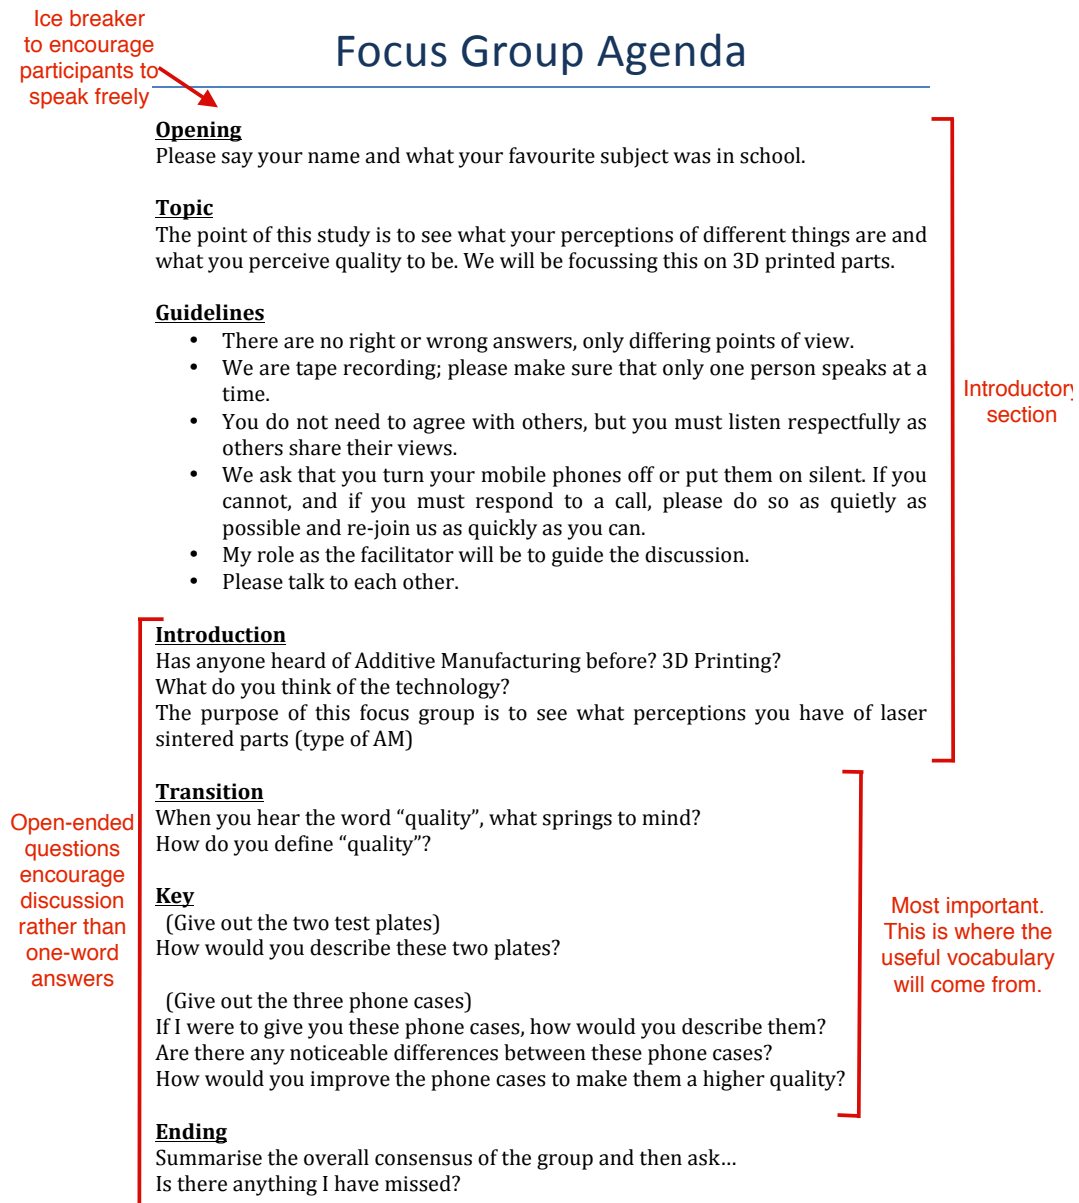 Ice breaker
to encourage
participants to
speak freely
Focus Group Agenda
Opening
Please say your name and what your favourite subject was in school.
Topic
The point of this study is to see what your perceptions of different things are and
what you perceive quality to be. We will be focussing this on 3D printed parts.
Guidelines
• There are no right or wrong answers, only differing points of view.
• We are tape recording; please make sure that only one person speaks at a
time.
• You do not need to agree with others, but you must listen respectfully as
others share their views.
• We ask that you turn your mobile phones off or put them on silent. If you
cannot, and if you must respond to a call, please do so as quietly as
possible and re-join us as quickly as you can.
• My role as the facilitator will be to guide the discussion.
• Please talk to each other.
Introductory
section
Introduction
Has anyone heard of Additive Manufacturing before? 3D Printing?
What do you think of the technology?
The purpose of this focus group is to see what perceptions you have of laser
sintered parts (type of AM)
Transition
When you hear the word “quality”, what springs to mind?
How do you define “quality”?
Key
(Give out the two test plates)
How would you describe these two plates?
(Give out the three phone cases)
If I were to give you these phone cases, how would you describe them?
Are there any noticeable differences between these phone cases?
How would you improve the phone cases to make them a higher quality?
Open-ended
questions
encourage
discussion
rather than
one-word
answers
Most important.
This is where the
useful vocabulary
will come from.
Ending
Summarise the overall consensus of the group and then ask…
Is there anything I have missed?